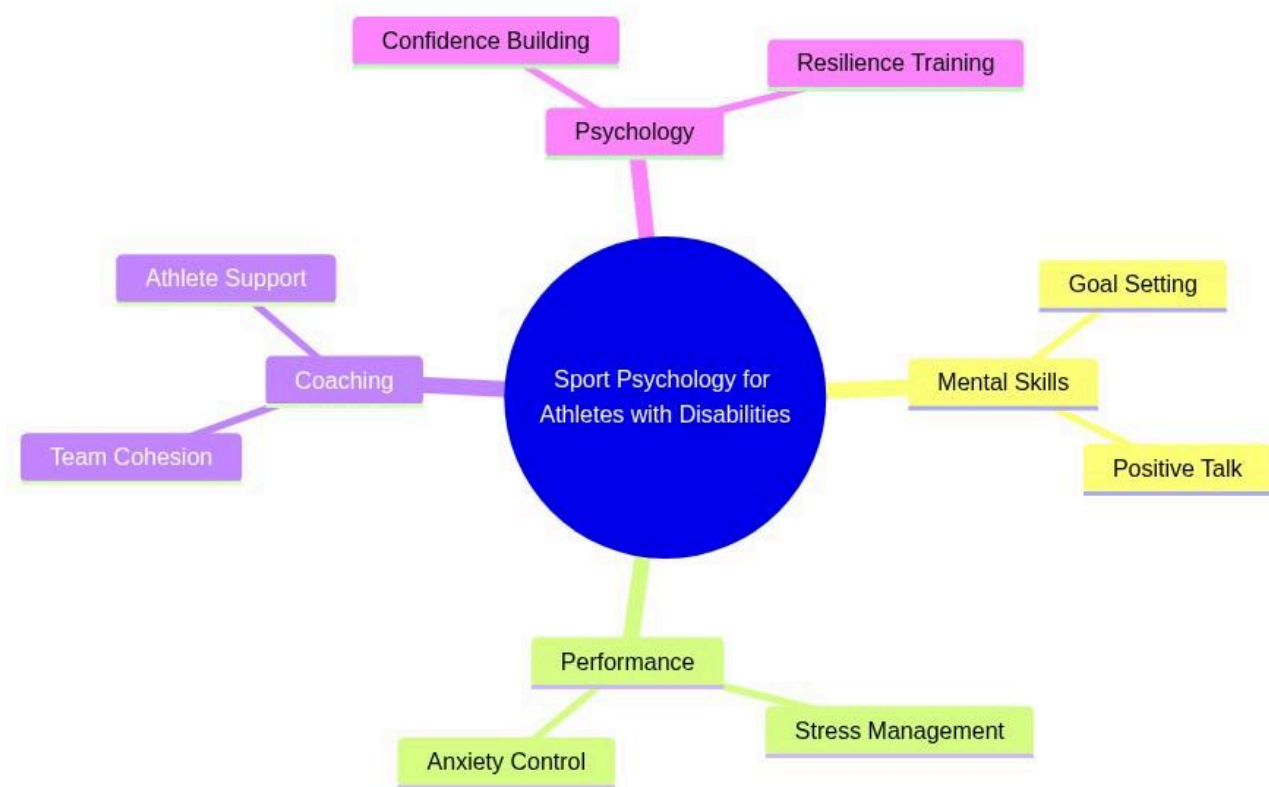 Confidence Building
Resilience Training
Psychology
Athlete Support
Goal Setting
Coaching
Sport Psychology for
Athletes with Disabilities
Mental Skills
Team Cohesion
Positive Talk
Performance
Stress Management
Anxiety Control